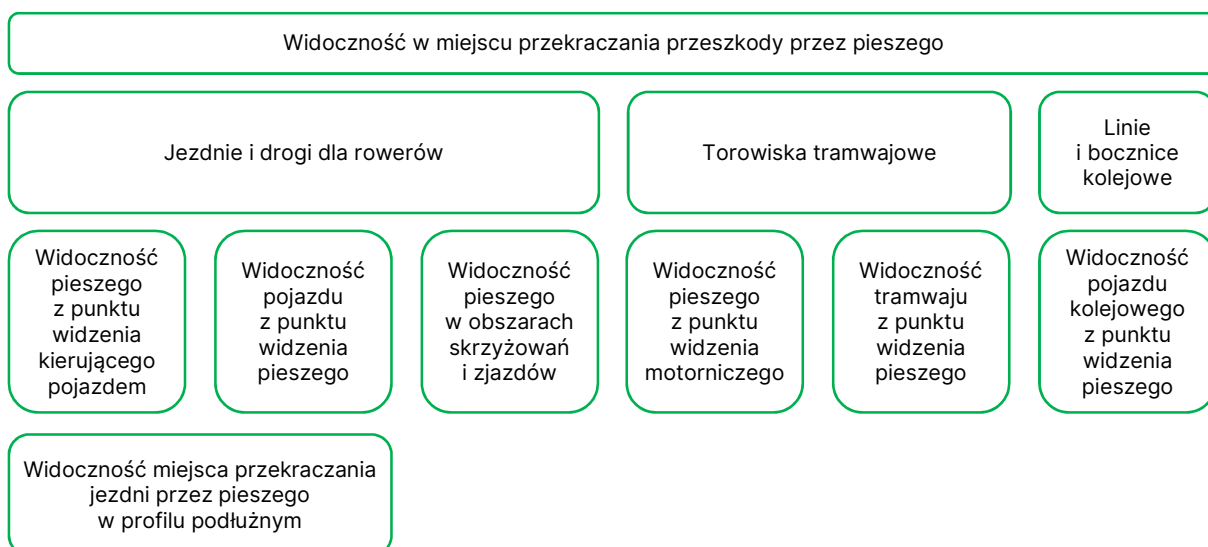 Widoczność w miejscu przekraczania przeszkody przez pieszego
Jezdnie i drogi dla rowerów
Torowiska tramwajowe
Linie
i bocznice
kolejowe
Widoczność
pieszego
z punktu
widzenia
kierującego
pojazdem
Widoczność
pojazdu
z punktu
widzenia
pieszego
Widoczność
pieszego
w obszarach
skrzyżowań
i zjazdów
Widoczność
pieszego
z punktu
widzenia
motorniczego
Widoczność
tramwaju
z punktu
widzenia
pieszego
Widoczność
pojazdu
kolejowego
z punktu
widzenia
pieszego
Widoczność miejsca przekraczania
jezdni przez pieszego
w profilu podłużnym